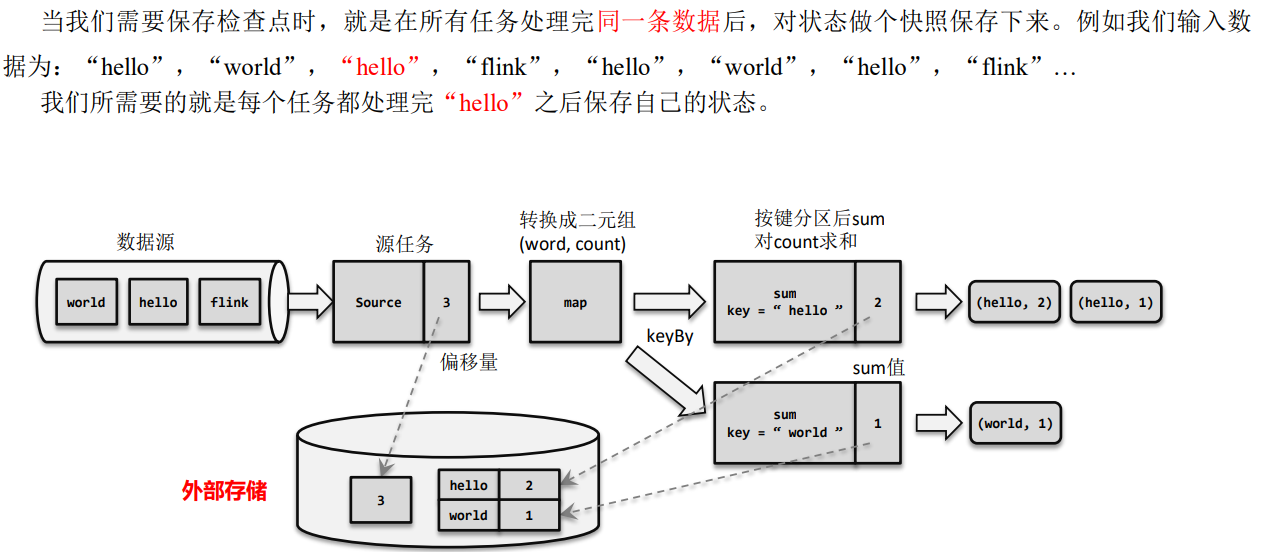 当我们需要保存检查点时，就是在所有任务处理完同一条数据后，对状态做个快照保存下来。例如我们输入数
据为：“hello”，“world”，“hello”，“flink”，“hello”，“world”，“hello”，“flink”…
我们所需要的就是每个任务都处理完“hello”之后保存自己的状态。
数据源
源任务
转换成二元组
(word, count)
按键分区后sum
对count求和
world
hello
flink
Source
3
map
sum
key = “ hello ”
2
(hello, 2)
(hello, 1)
keyBy
偏移量
sum值
sum
key = “ world ”
1
(world, 1)
外部存储
3
hello
2
world
1